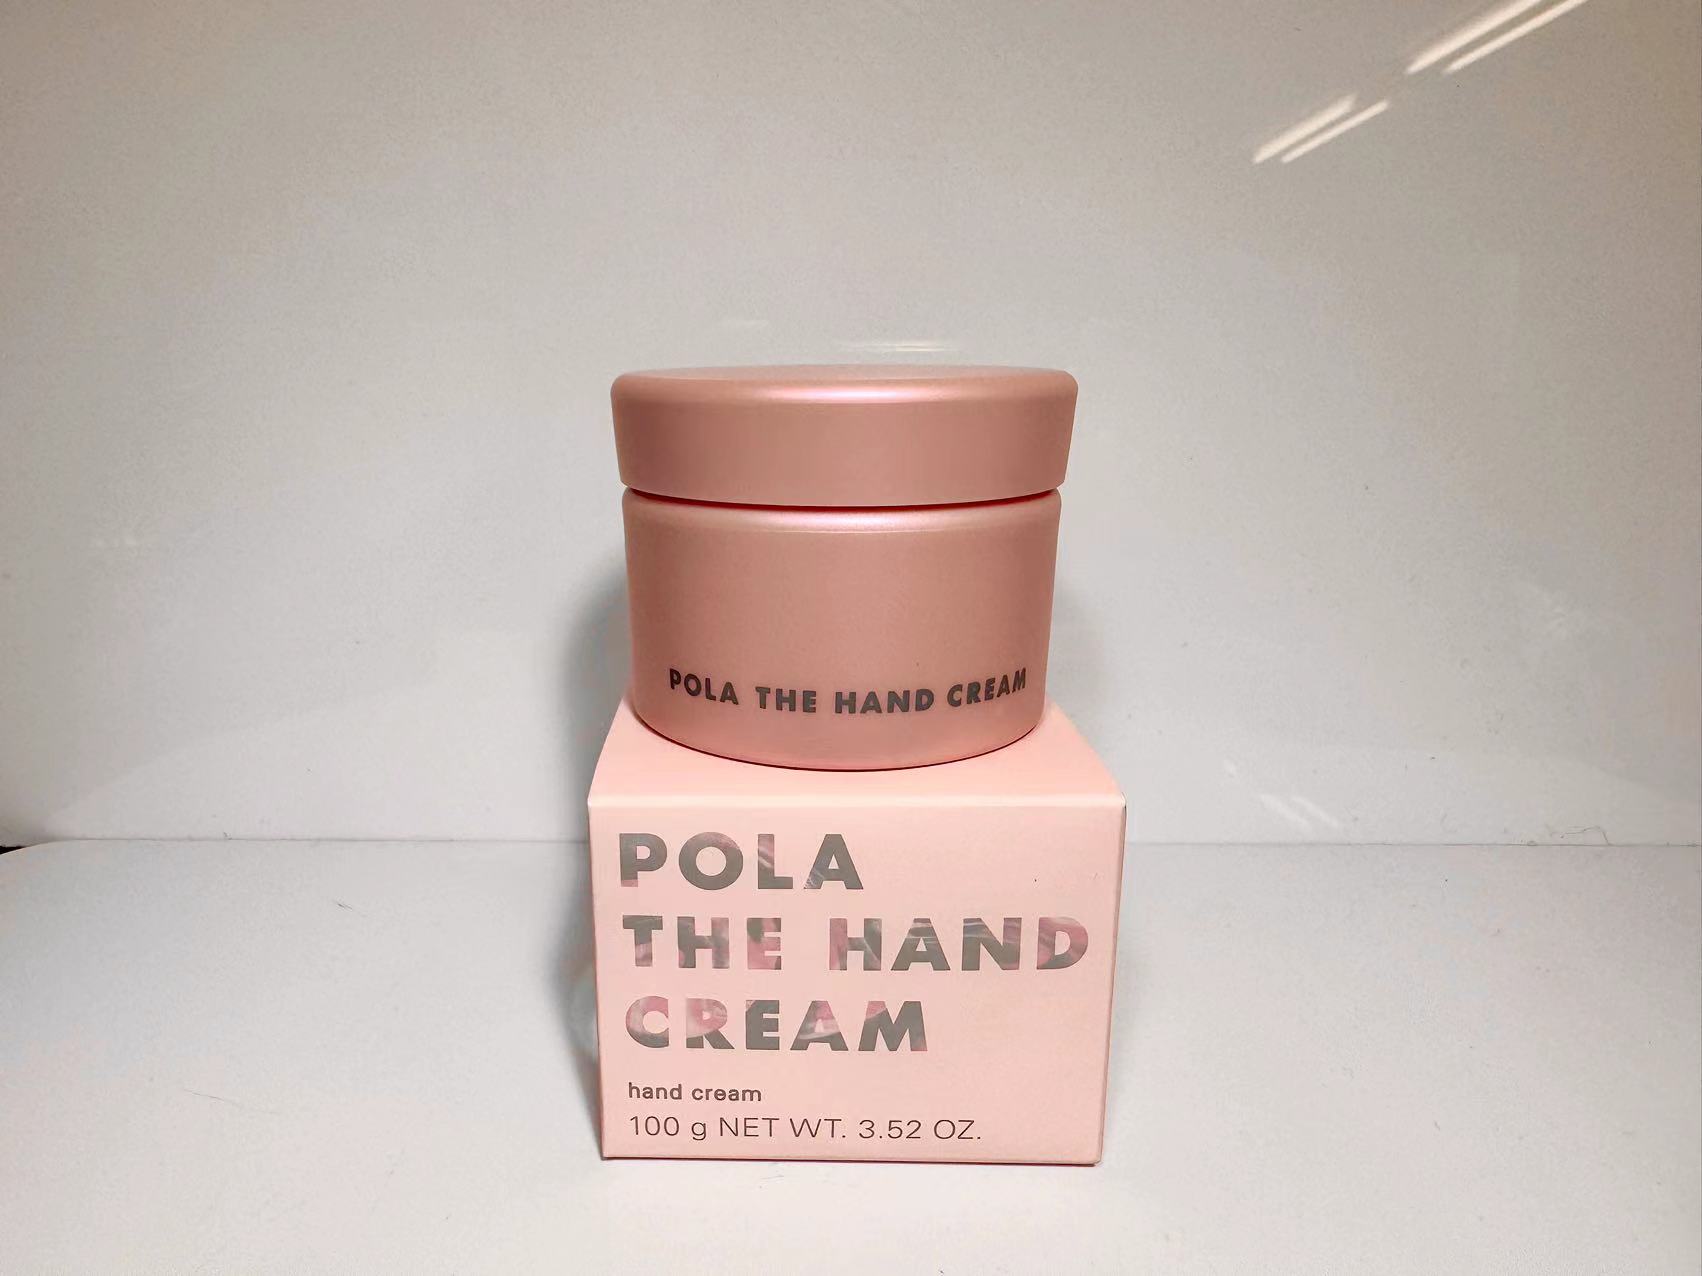 POLA THE HAND CREAM
POLA
THE HAND
CREAM
hand cream
100 g NET WT. 3.52 OZ.